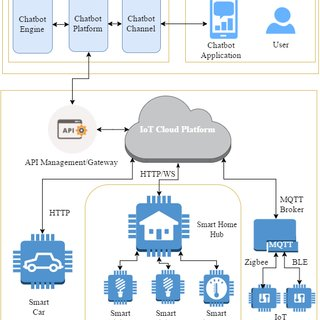 Chatbot
Engine
Chatbot
Platform
Chatbot
Channel
Chatbot
Application
User
API
API Management/Gateway
IoT Cloud Platform
HTTP/WS
HTTP
MQTT
Broker
Smart Home
Hub
MQTT
Zigbee
BLE
Smart
Car
Smart
Smart
Smart
IoT